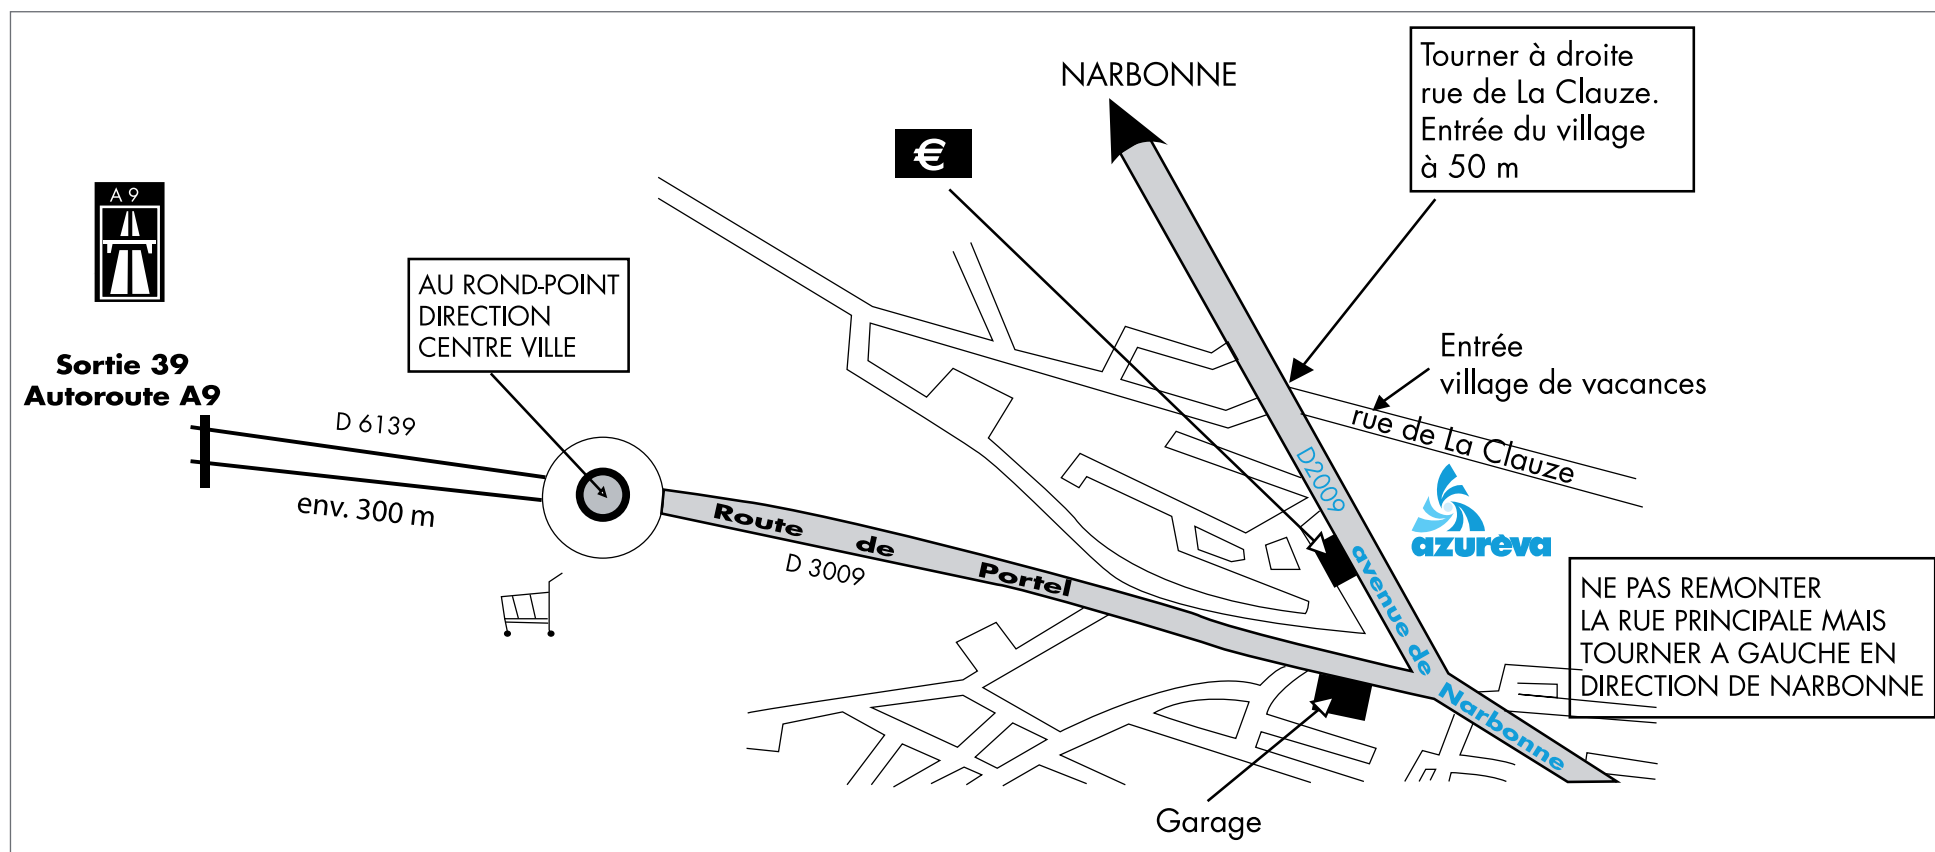 NARBONNE
Tourner à droite
rue de La Clauze.
Entrée du village
à 50 m
€
A 9
AU ROND-POINT
DIRECTION
CENTRE VILLE
Sortie 39
Autoroute A9
Entrée
village de vacances
D 6139
env. 300 m
rue de La Clauze
D2009
azureva
Route de Portel
D 3009
avenue de Narbonne
NE PAS REMONTER
LA RUE PRINCIPALE MAIS
TOURNER A GAUCHE EN
DIRECTION DE NARBONNE
Garage